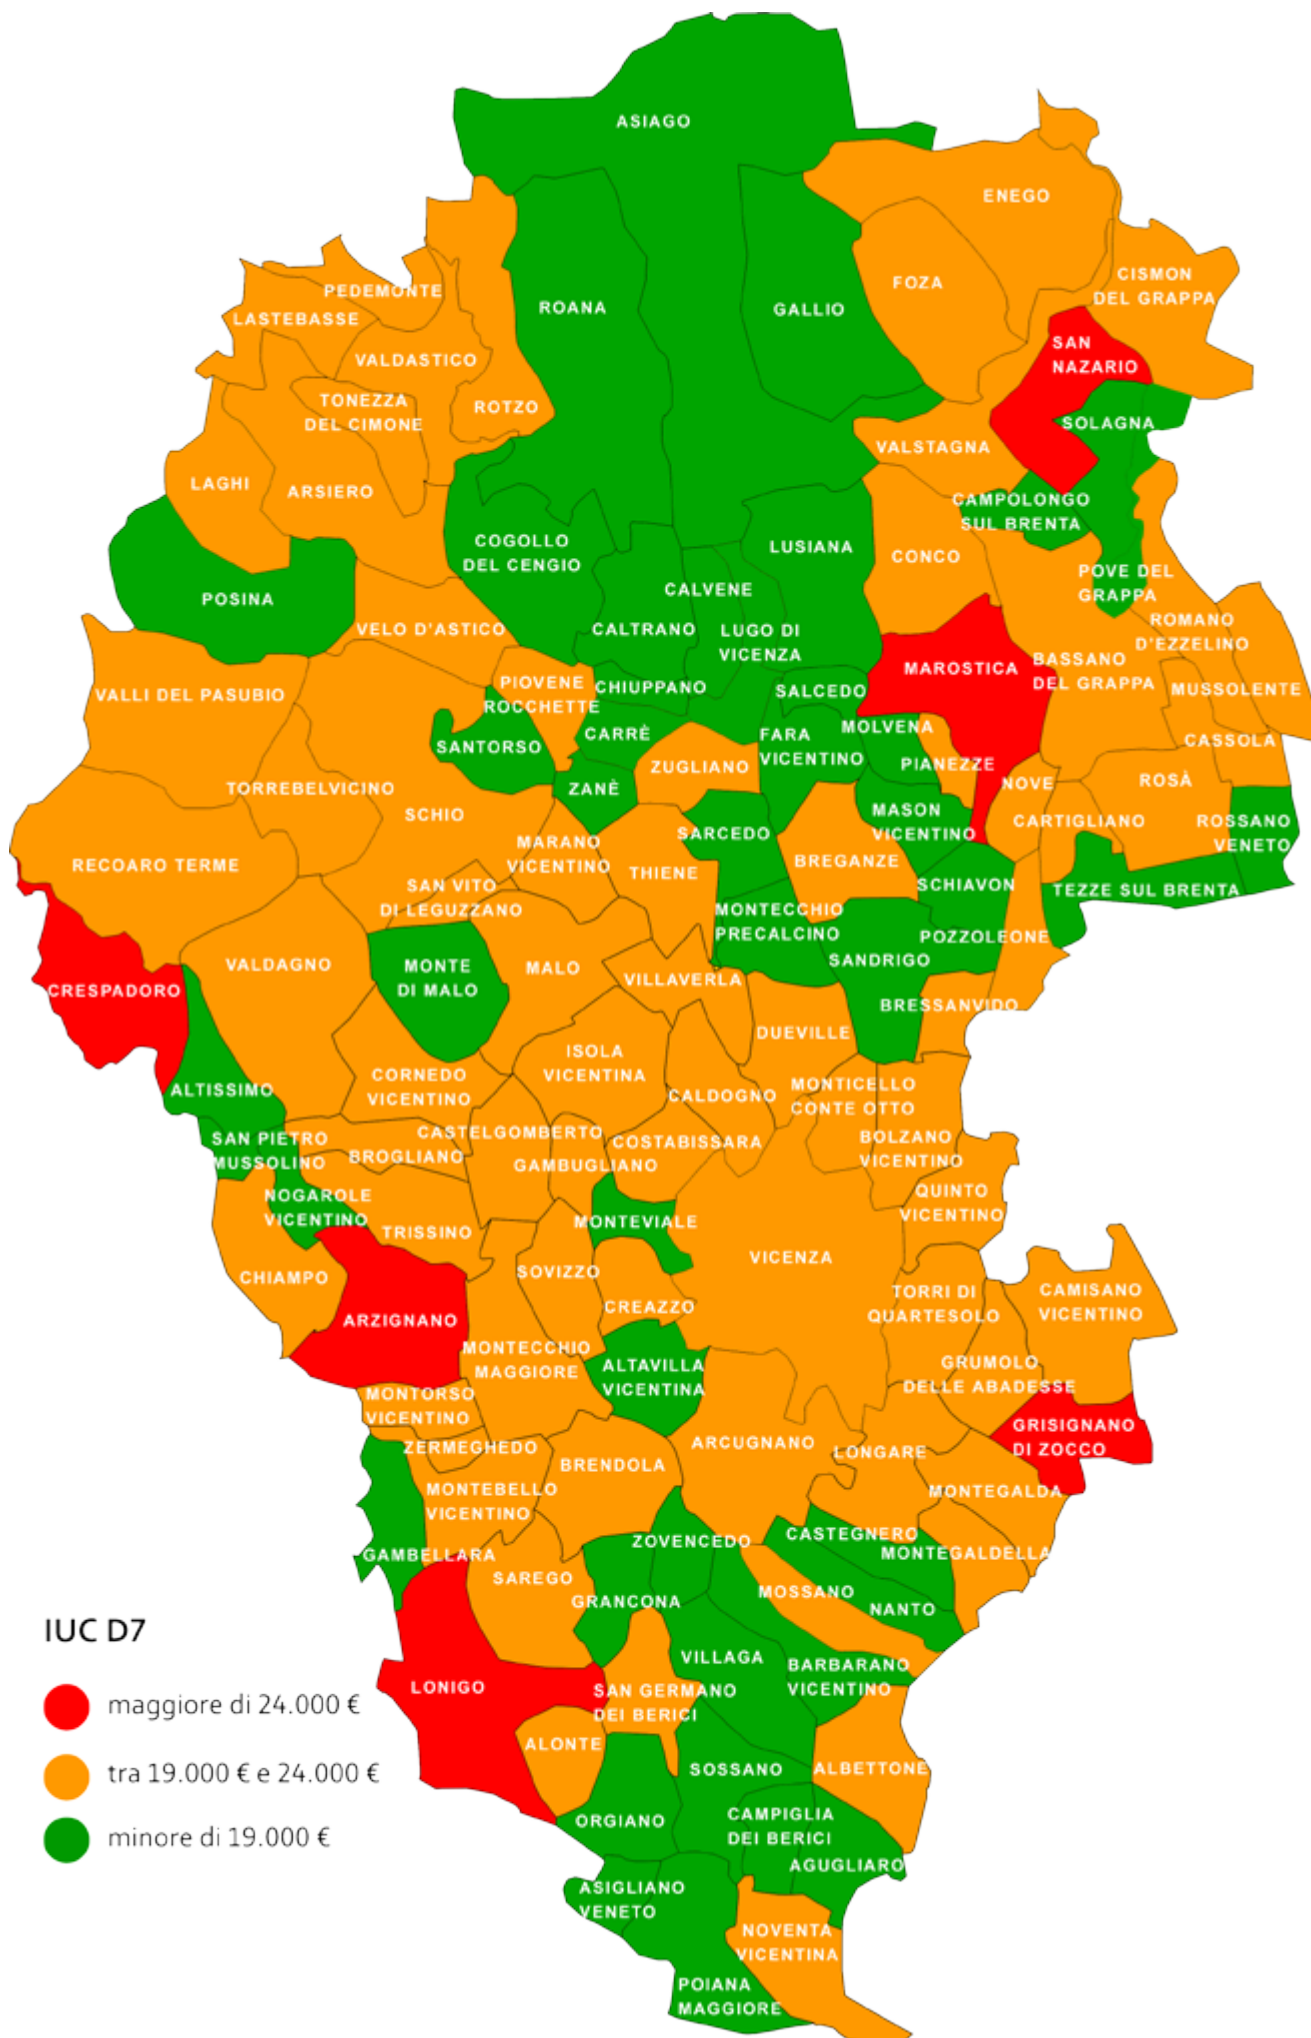 ASIAGO
ENEGO
CISMON
DEL GRAPPA
FOZA
PEDEMONTE
LASTEBASSE
ROANA
GALLIO
SAN
NAZARIO
VALDASTICO
TONEZZA
DEL CIMONE
ROTZO
SOLAGNA
VALSTAGNA
LAGHI
ARSIERO
CAMPOLONGO
SUL BRENTA
COGOLLO
DEL CENGIO
LUSIANA
CONCO
POVE DEL
GRAPPA
POSINA
CALVENE
VELO D'ASTICO
CALTRANO
LUGO DI
VICENZA
ROMANO
D'EZZELINO
MAROSTICA
BASSANO
DEL GRAPPA
VALLI DEL PASUBIO
PIOVENE
ROCCHETTE
CHIUPPANO
SALCEDO
MUSSOLENTE
SANTORSO
CARRÈ
FARA
VICENTINO
MOLVENA
CASSOLA
ZUGLIANO
PIANEZZE
TORREBELVICINO
ZANÈ
NOVE
ROSÀ
SCHIO
MASON
VICENTINO
CARTIGLIANO
ROSSANO
VENETO
SARCEDO
MARANO
VICENTINO
RECOARO TERME
THIENE
BREGANZE
SAN VITO
DI LEGUZZANO
SCHIAVON
TEZZE SUL BRENTA
MONTECCHIO
PRECALCINO
POZZOLEONE
VALDAGNO
MONTE
DI MALO
MALO
VILLAVERLA
SANDRIGO
CRESPADORO
BRESSANVIDO
DUEVILLE
ISOLA
VICENTINA
ALTISSIMO
CORNEDO
VICENTINO
CALDOGNO
MONTICELLO
CONTE OTTO
SAN PIETRO
MUSSOLINO
CASTELGOMBERTO
COSTABISSARA
BOLZANO
VICENTINO
BROGLIANO
GAMBUGLIANO
NOGAROLE
VICENTINO
QUINTO
VICENTINO
TRISSINO
MONTEVIALE
VICENZA
CHIAMPO
SOVIZZO
TORRI DI
QUARTESOLO
CAMISANO
VICENTINO
ARZIGNANO
CREAZZO
MONTECCHIO
MAGGIORE
ALTAVILLA
VICENTINA
GRUMOLO
DELLE ABADESSE
MONTORSO
VICENTINO
GRISIGNANO
DI ZOCCO
ZERMEGHEDO
BRENDOLA
ARCUGNANO
LONGARE
MONTEBELLO
VICENTINO
MONTEGALDA
ZOVENCEDO
CASTEGNERO
GAMBELLARA
MONTEGALDELLA
SAREGO
GRANCONA
MOSSANO
NANTO
IUC D7
VILLAGA
BARBARANO
VICENTINO
LONIGO
SAN GERMANO
DEI BERICI
maggiore di 24.000 €
ALONTE
SOSSANO
ALBETTONE
tra 19.000 € e 24.000 €
ORGIANO
CAMPIGLIA
DEI BERICI
minore di 19.000 €
AGUGLIARO
ASIGLIANO
VENETO
NOVENTA
VICENTINA
POIANA
MAGGIORE